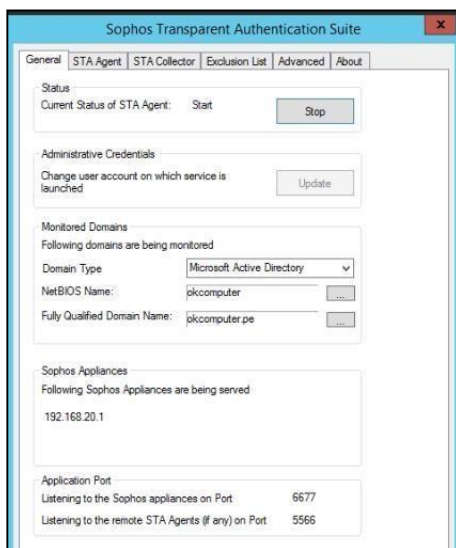 Sophos Transparent Authentication Suite
x
General STA Agent STA Collector Exclusion List Advanced About
Status
Current Status of STA Agent: Start Stop
Administrative Credentials
Change user account on which service is
launched
Update
Monitored Domains
Following domains are being monitored
Domain Type Microsoft Active Directory
NetBIOS Name: okcomputer ...
Fully Qualified Domain Name: okcomputer.pe ...
Sophos Appliances
Following Sophos Appliances are being served
192.168.20.1
Application Port
Listening to the Sophos appliances on Port 6677
Listening to the remote STA Agents (if any) on Port 5566